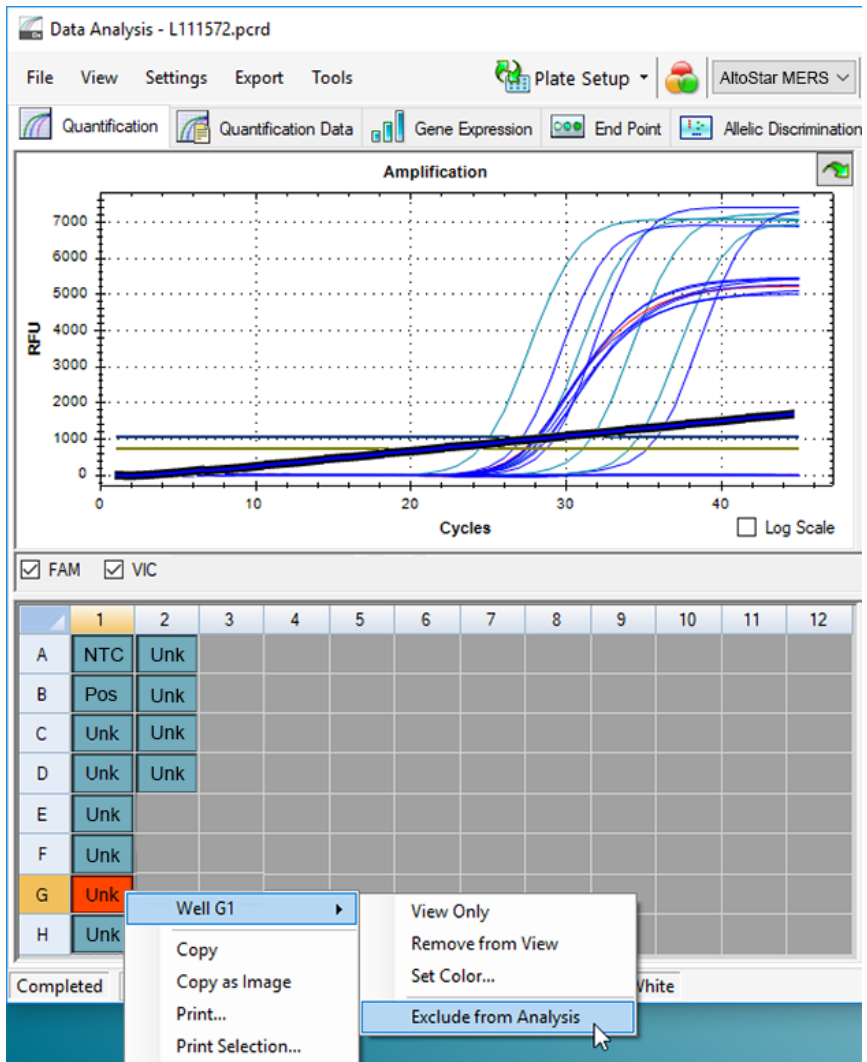 Data Analysis - L111572.pcrd
File View Settings Export Tools Plate Setup AltoStar MERS
Quantification Quantification Data Gene Expression End Point Allelic Discrimination
Amplification
7000
6000
5000
4000
3000
2000
1000
0
RFU
0 10 20 30 40
Cycles
Log Scale
FAM VIC
1 2 3 4 5 6 7 8 9 10 11 12
A NTC Unk
B Pos Unk
C Unk Unk
D Unk Unk
E Unk
F Unk
G Unk
H Unk
Well G1
Copy
Copy as Image
Print...
Print Selection...
View Only
Remove from View
Set Color...
Exclude from Analysis
Completed